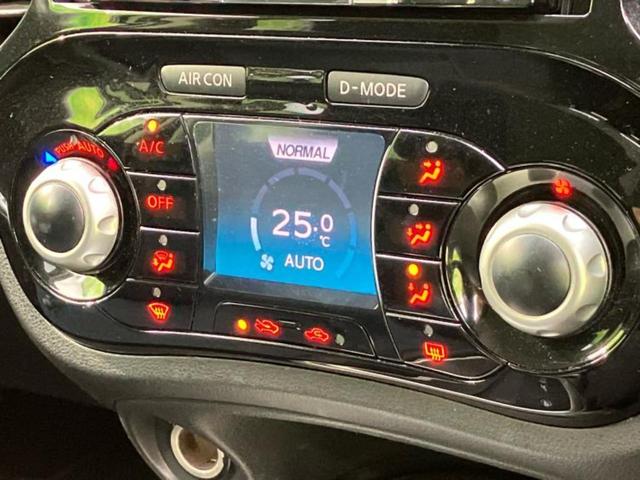 AIR CON
D-MODE
PUSH AUTO
A/C
NORMAL
OFF
25.0
°C
AUTO